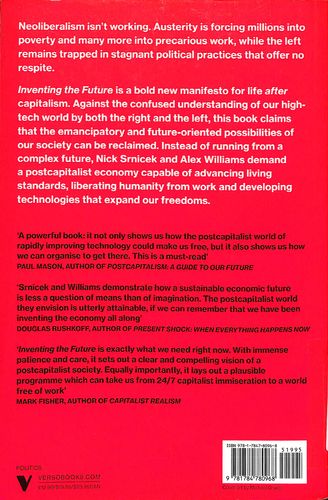 Neoliberalism isn't working. Austerity is forcing millions into
poverty and many more into precarious work, while the left
remains trapped in stagnant political practices that offer no
respite.
Inventing the Future is a bold new manifesto for life after
capitalism. Against the confused understanding of our high-
tech world by both the right and the left, this book claims
that the emancipatory and future-oriented possibilities of
our society can be reclaimed. Instead of running from a
complex future, Nick Srnicek and Alex Williams demand
a postcapitalist economy capable of advancing living
standards, liberating humanity from work and developing
technologies that expand our freedoms.
'A powerful book: it not only shows us how the postcapitalist world of
rapidly improving technology could make us free, but it also shows us
how we can organise to get there. This is a must-read'
PAUL MASON, AUTHOR OF POSTCAPITALISM: A GUIDE TO OUR FUTURE
'Srnicek and Williams demonstrate how a sustainable economic future
is less a question of means than of imagination. The postcapitalist world
they envision is utterly attainable, if we can remember that we have been
inventing the economy all along'
DOUGLAS RUSHKOFF, AUTHOR OF PRESENT SHOCK: WHEN EVERYTHING HAPPENS NOW
'Inventing the Future is exactly what we need right now. With immense
patience and care, it sets out a clear and compelling vision of a
postcapitalist society. Equally importantly, it lays out a plausible
programme which can take us from 24/7 capitalist immiseration to a world
free of work'
MARK FISHER, AUTHOR OF CAPITALIST REALISM
ISBN 978-1-7847-8096-8
51995
9 781784 780968
POLITICS
VERSOBOOKS.COM